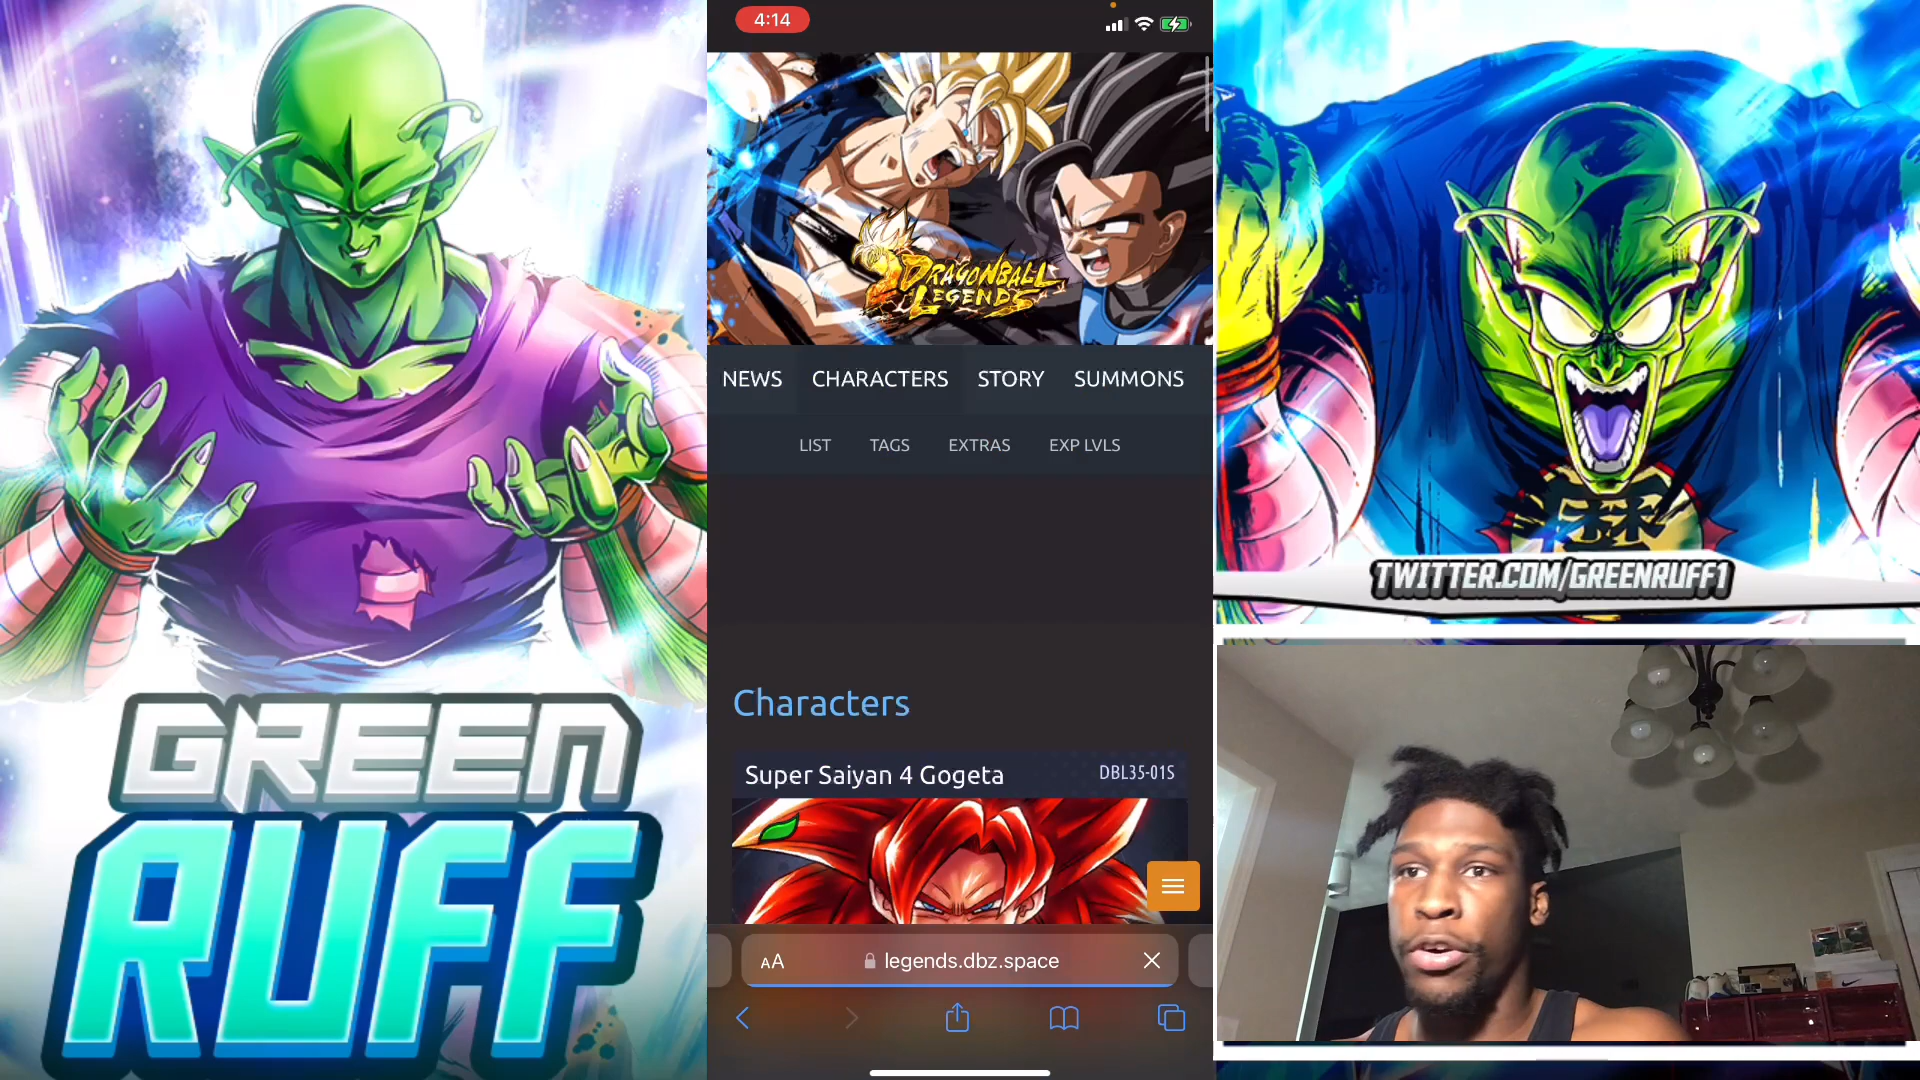 GREEN
RUFF
4:14
DRAGONBALL
LEGENDS
NEWS CHARACTERS STORY SUMMONS
LIST TAGS EXTRAS EXP LVLS
Characters
Super Saiyan 4 Gogeta DBL35-01S
AA legends.dbz.space
TWITTER.COM/GREENRUFF1